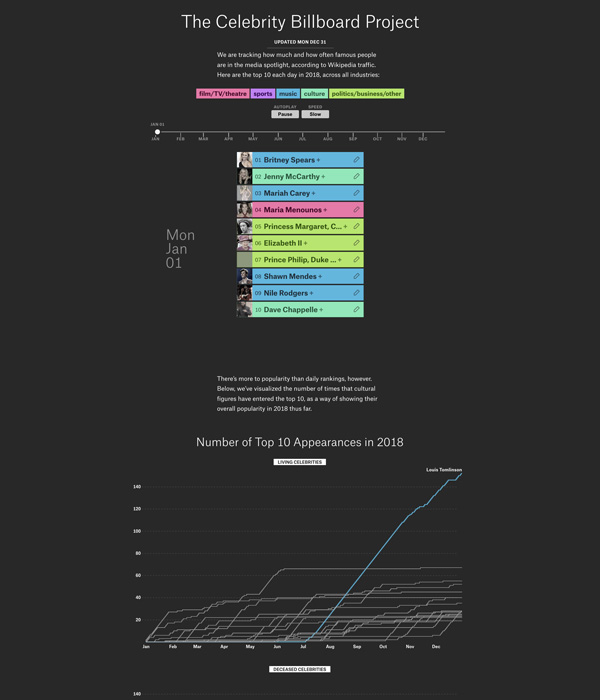 The Celebrity Billboard Project
UPDATED MON DEC 31
We are tracking how much and how often famous people
are in the media spotlight, according to Wikipedia traffic.
Here are the top 10 each day in 2018, across all industries:
film/TV/theatre sports music culture politics/business/other
AUTOPLAY SPEED
Pause Slow
JAN 01
JAN FEB MAR APR MAY JUN JUL AUG SEP OCT NOV DEC
Mon
Jan
01
01 Britney Spears +
02 Jenny McCarthy +
03 Mariah Carey +
04 Maria Menounos +
05 Princess Margaret, C... +
06 Elizabeth II +
07 Prince Philip, Duke ... +
08 Shawn Mendes +
09 Nile Rodgers +
10 Dave Chappelle +
There's more to popularity than daily rankings, however.
Below, we've visualized the number of times that cultural
figures have entered the top 10, as a way of showing their
overall popularity in 2018 thus far.
Number of Top 10 Appearances in 2018
LIVING CELEBRITIES
Louis Tomlinson
140
120
100
80
60
40
20
Jan Feb Mar Apr May Jun Jul Aug Sep Oct Nov Dec
DECEASED CELEBRITIES
140